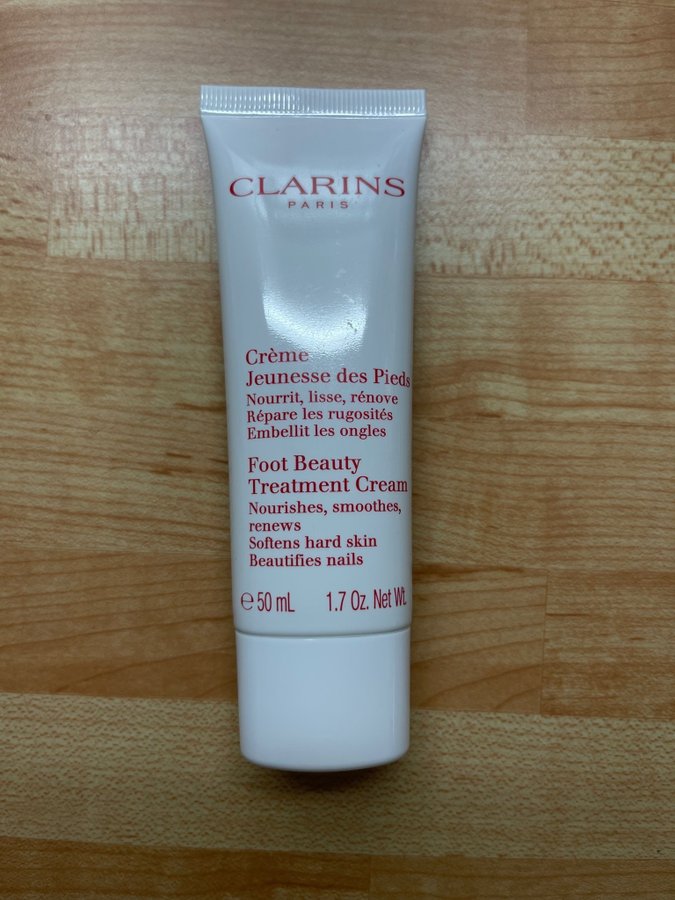 CLARINS
PARIS
Crème
Jeunesse des Pieds
Nourrit, lisse, rénove
Répare les rugosités
Embellit les ongles
Foot Beauty
Treatment Cream
Nourishes, smoothes,
renews
Softens hard skin
Beautifies nails
℮ 50 mL 1.7 Oz. Net Wt.